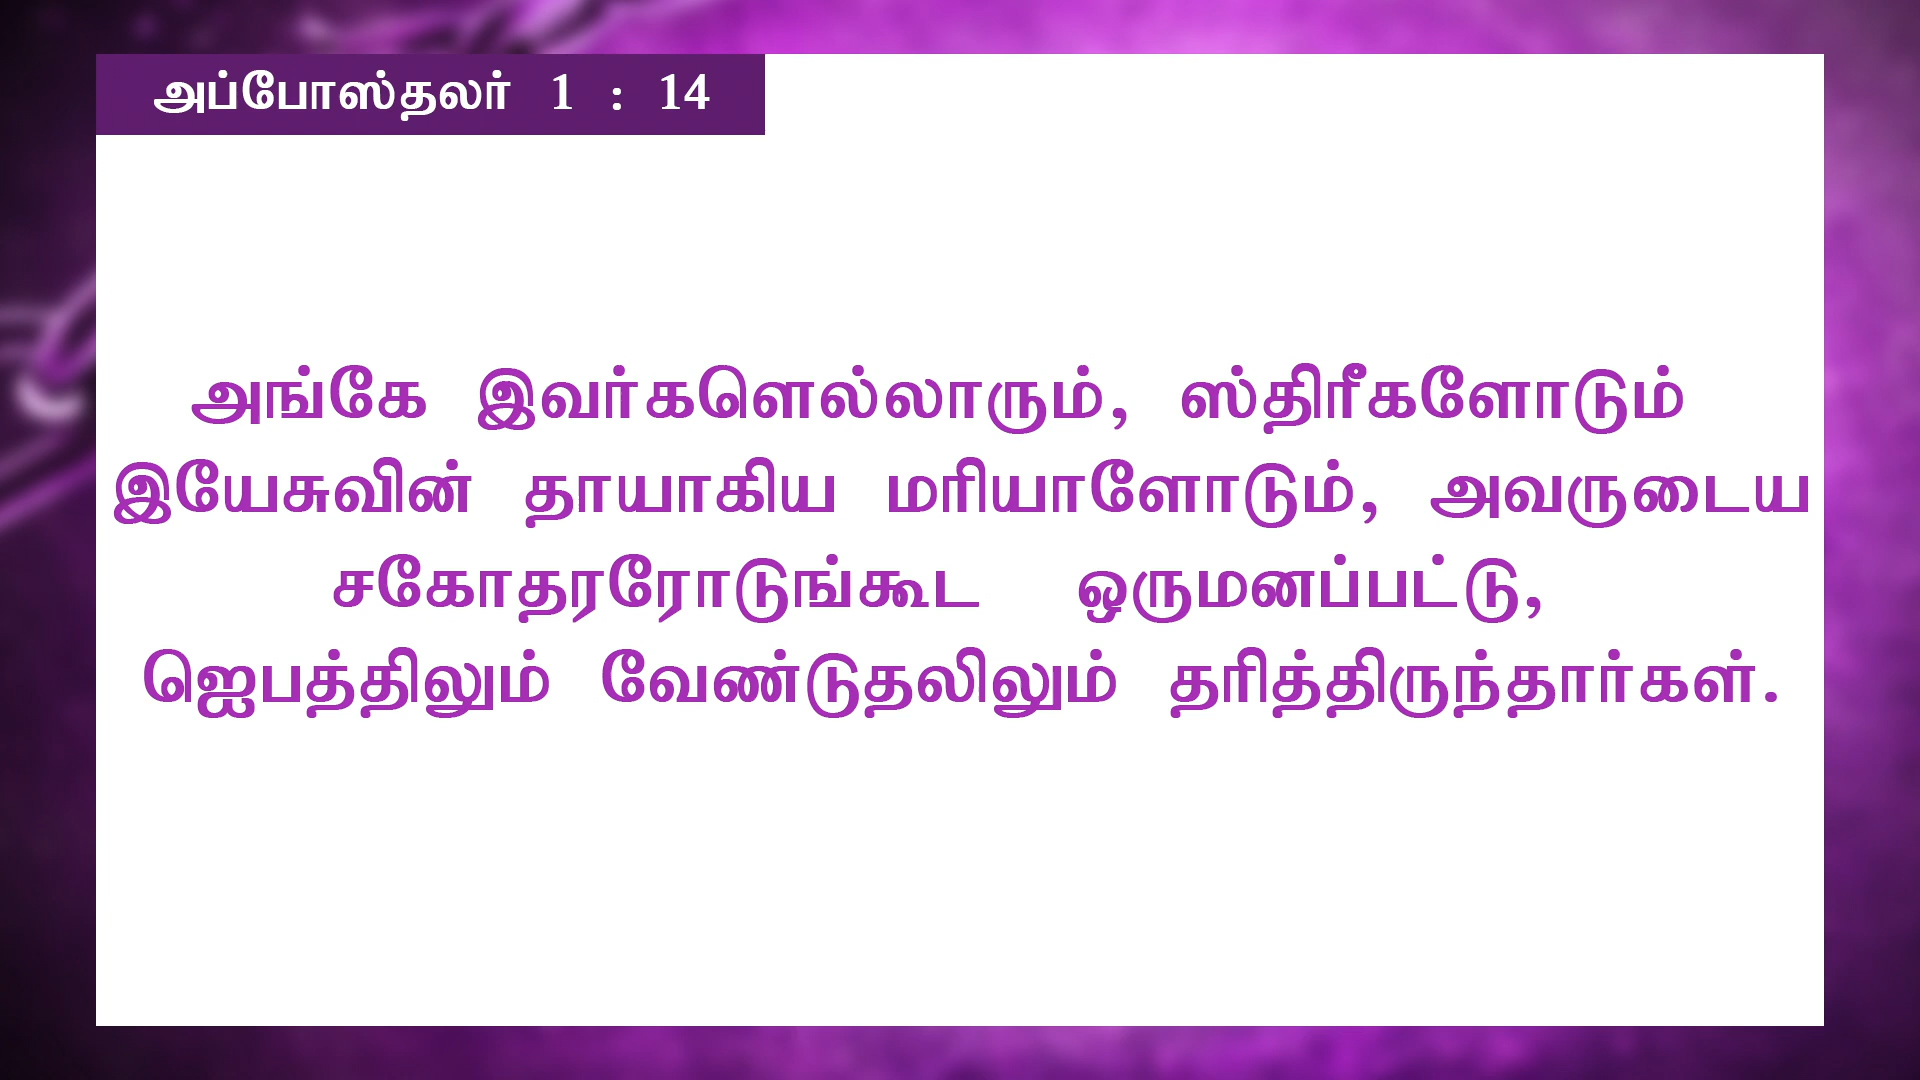 அப்போஸ்தலர் 1 : 14
அங்கே இவர்களெல்லாரும், ஸ்திரீகளோடும்
இயேசுவின் தாயாகிய மரியாளோடும், அவருடைய
சகோதரரோடுங்கூட ஒருமனப்பட்டு,
ஜெபத்திலும் வேண்டுதலிலும் தரித்திருந்தார்கள்.